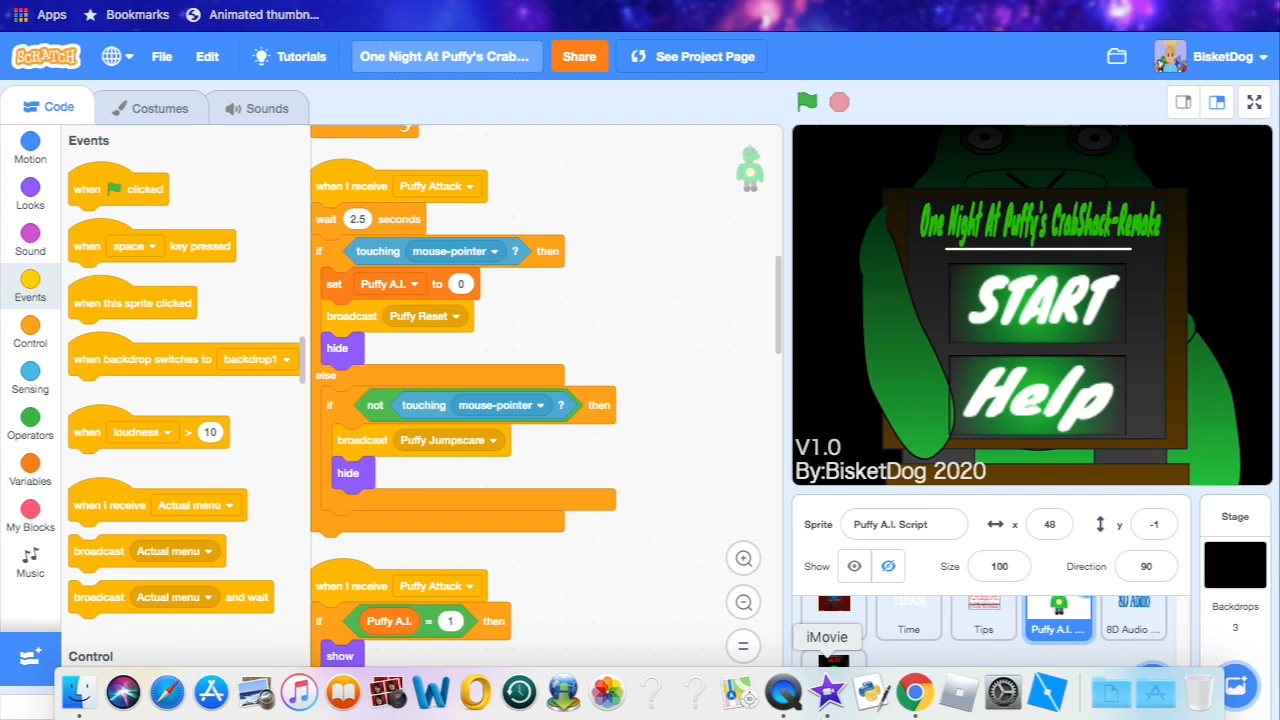 Apps Bookmarks Animated thumbn...
SCRATCH File Edit Tutorials One Night At Puffy's Crab... Share See Project Page BisketDog
Code Costumes Sounds
Motion
Looks
Sound
Events
Control
Sensing
Operators
Variables
My Blocks
Music
Events
when clicked
when space key pressed
when this sprite clicked
when backdrop switches to backdrop1
when loudness > 10
when I receive Actual menu
broadcast Actual menu
broadcast Actual menu and wait
Control
when I receive Puffy Attack
wait 2.5 seconds
if touching mouse-pointer ? then
set Puffy A.I. to 0
broadcast Puffy Reset
hide
else
if not touching mouse-pointer ? then
broadcast Puffy Jumpscare
hide
when I receive Puffy Attack
if Puffy A.I. = 1 then
show
One Night At Puffy's CrabShack-Remake
START
Help
V1.0
By:BisketDog 2020
Sprite Puffy A.I. Script x 48 y -1
Show Size 100 Direction 90
Time Tips Puffy A.I. ... 8D Audio ...
Stage
Backdrops
3
iMovie